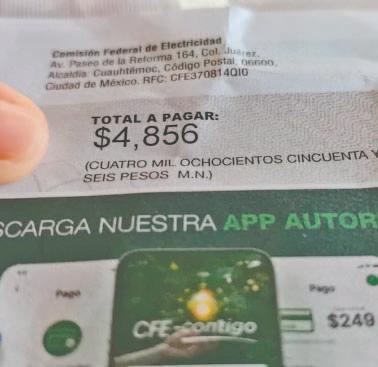 Comisión Federal de Electricidad
Av. Paseo de la Reforma 164, Col. Juárez,
Alcaldía: Cuauhtémoc, Código Postal, 06600,
Ciudad de México. RFC: CFE370814QI0
TOTAL A PAGAR:
$4,856
(CUATRO MIL OCHOCIENTOS CINCUENTA Y
SEIS PESOS M.N.)
SCARGA NUESTRA APP AUTOR
Pago
CFE-contigo
Pago
$249